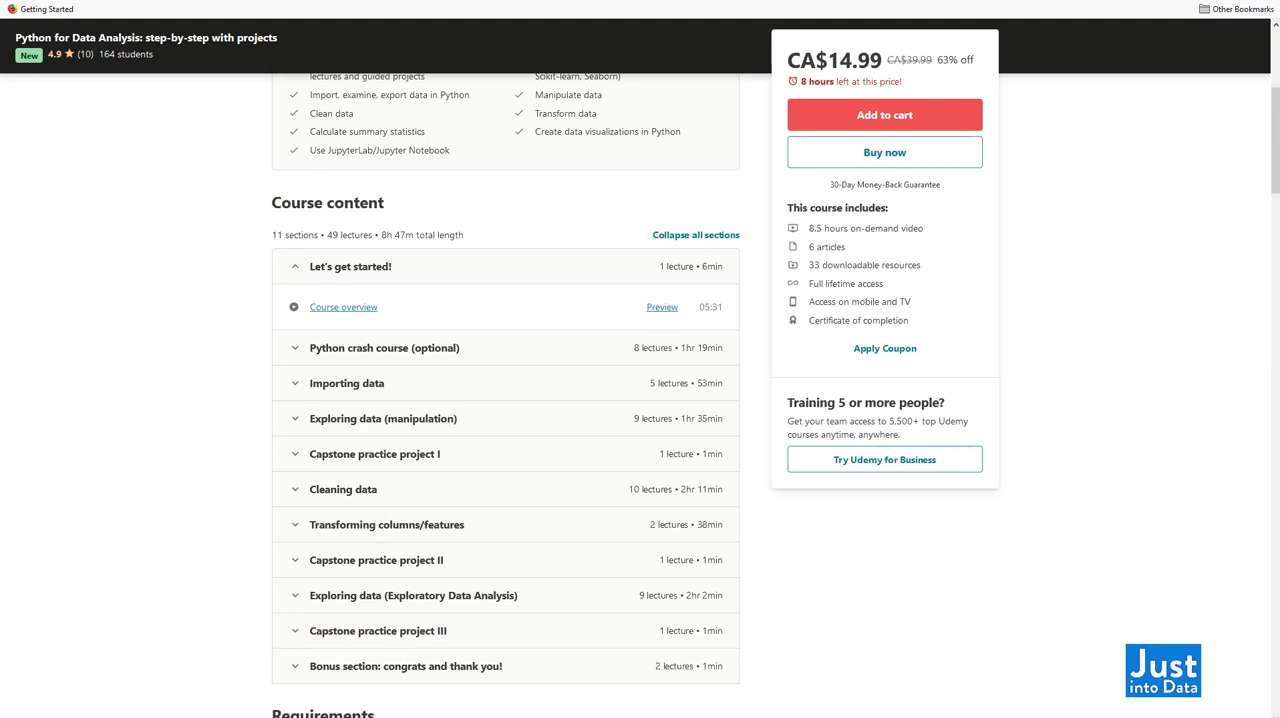 Getting Started
Other Bookmarks
Python for Data Analysis: step-by-step with projects
New 4.9 (10) 164 students
lectures and guided projects
Scikit-learn, Seaborn)
Import, examine, export data in Python
Manipulate data
Clean data
Transform data
Calculate summary statistics
Create data visualizations in Python
Use JupyterLab/Jupyter Notebook
Course content
11 sections • 49 lectures • 8h 47m total length
Collapse all sections
Let's get started!
1 lecture • 6min
Course overview
Preview
05:31
Python crash course (optional)
8 lectures • 1hr 19min
Importing data
5 lectures • 53min
Exploring data (manipulation)
9 lectures • 1hr 35min
Capstone practice project I
1 lecture • 1min
Cleaning data
10 lectures • 2hr 11min
Transforming columns/features
2 lectures • 38min
Capstone practice project II
1 lecture • 1min
Exploring data (Exploratory Data Analysis)
9 lectures • 2hr 2min
Capstone practice project III
1 lecture • 1min
Bonus section: congrats and thank you!
2 lectures • 1min
Requirements
CA$14.99 CA$39.99 63% off
8 hours left at this price!
Add to cart
Buy now
30-Day Money-Back Guarantee
This course includes:
8.5 hours on-demand video
6 articles
33 downloadable resources
Full lifetime access
Access on mobile and TV
Certificate of completion
Apply Coupon
Training 5 or more people?
Get your team access to 5,500+ top Udemy
courses anytime, anywhere.
Try Udemy for Business
Just
into Data